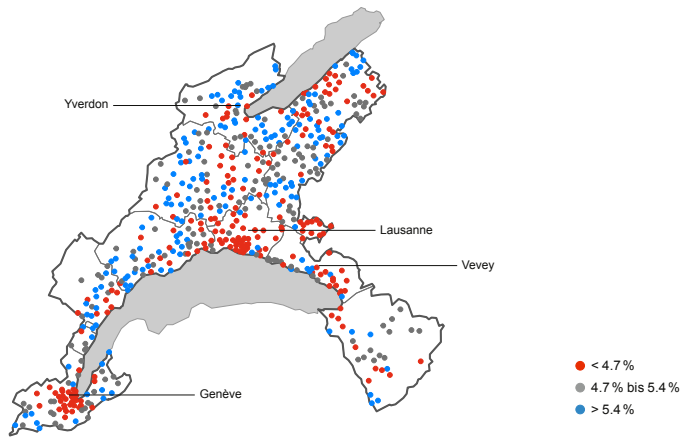 Yverdon
Lausanne
Vevey
Genève
< 4.7 %
4.7 % bis 5.4 %
> 5.4 %